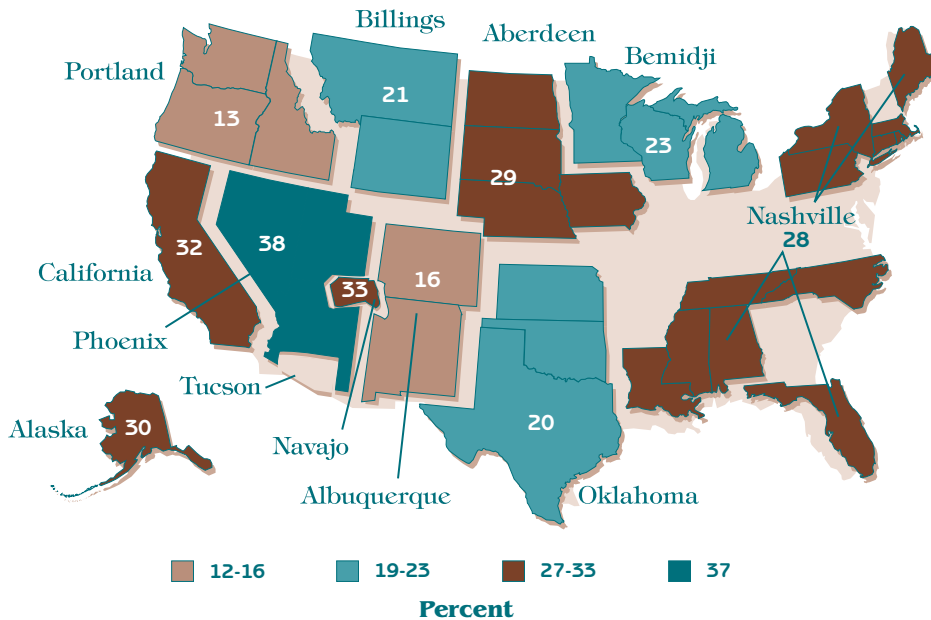 Billings
Aberdeen
Bemidji
Portland
21
13
23
29
Nashville
28
32
38
California
33
16
Phoenix
Tucson
Alaska
30
Navajo
20
Albuquerque
Oklahoma
12-16
19-23
27-33
37
Percent